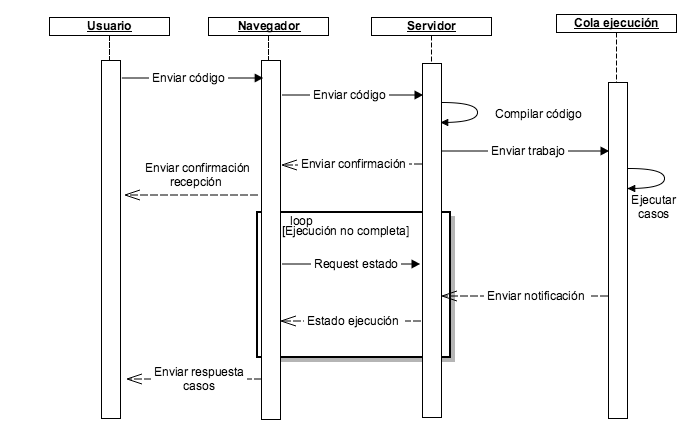 Usuario
Navegador
Servidor
Cola ejecución
Enviar código
Enviar código
Compilar código
Enviar trabajo
Enviar confirmación
Enviar confirmación
recepción
Ejecutar
casos
loop
[Ejecución no completa]
Request estado
Enviar notificación
Estado ejecución
Enviar respuesta
casos